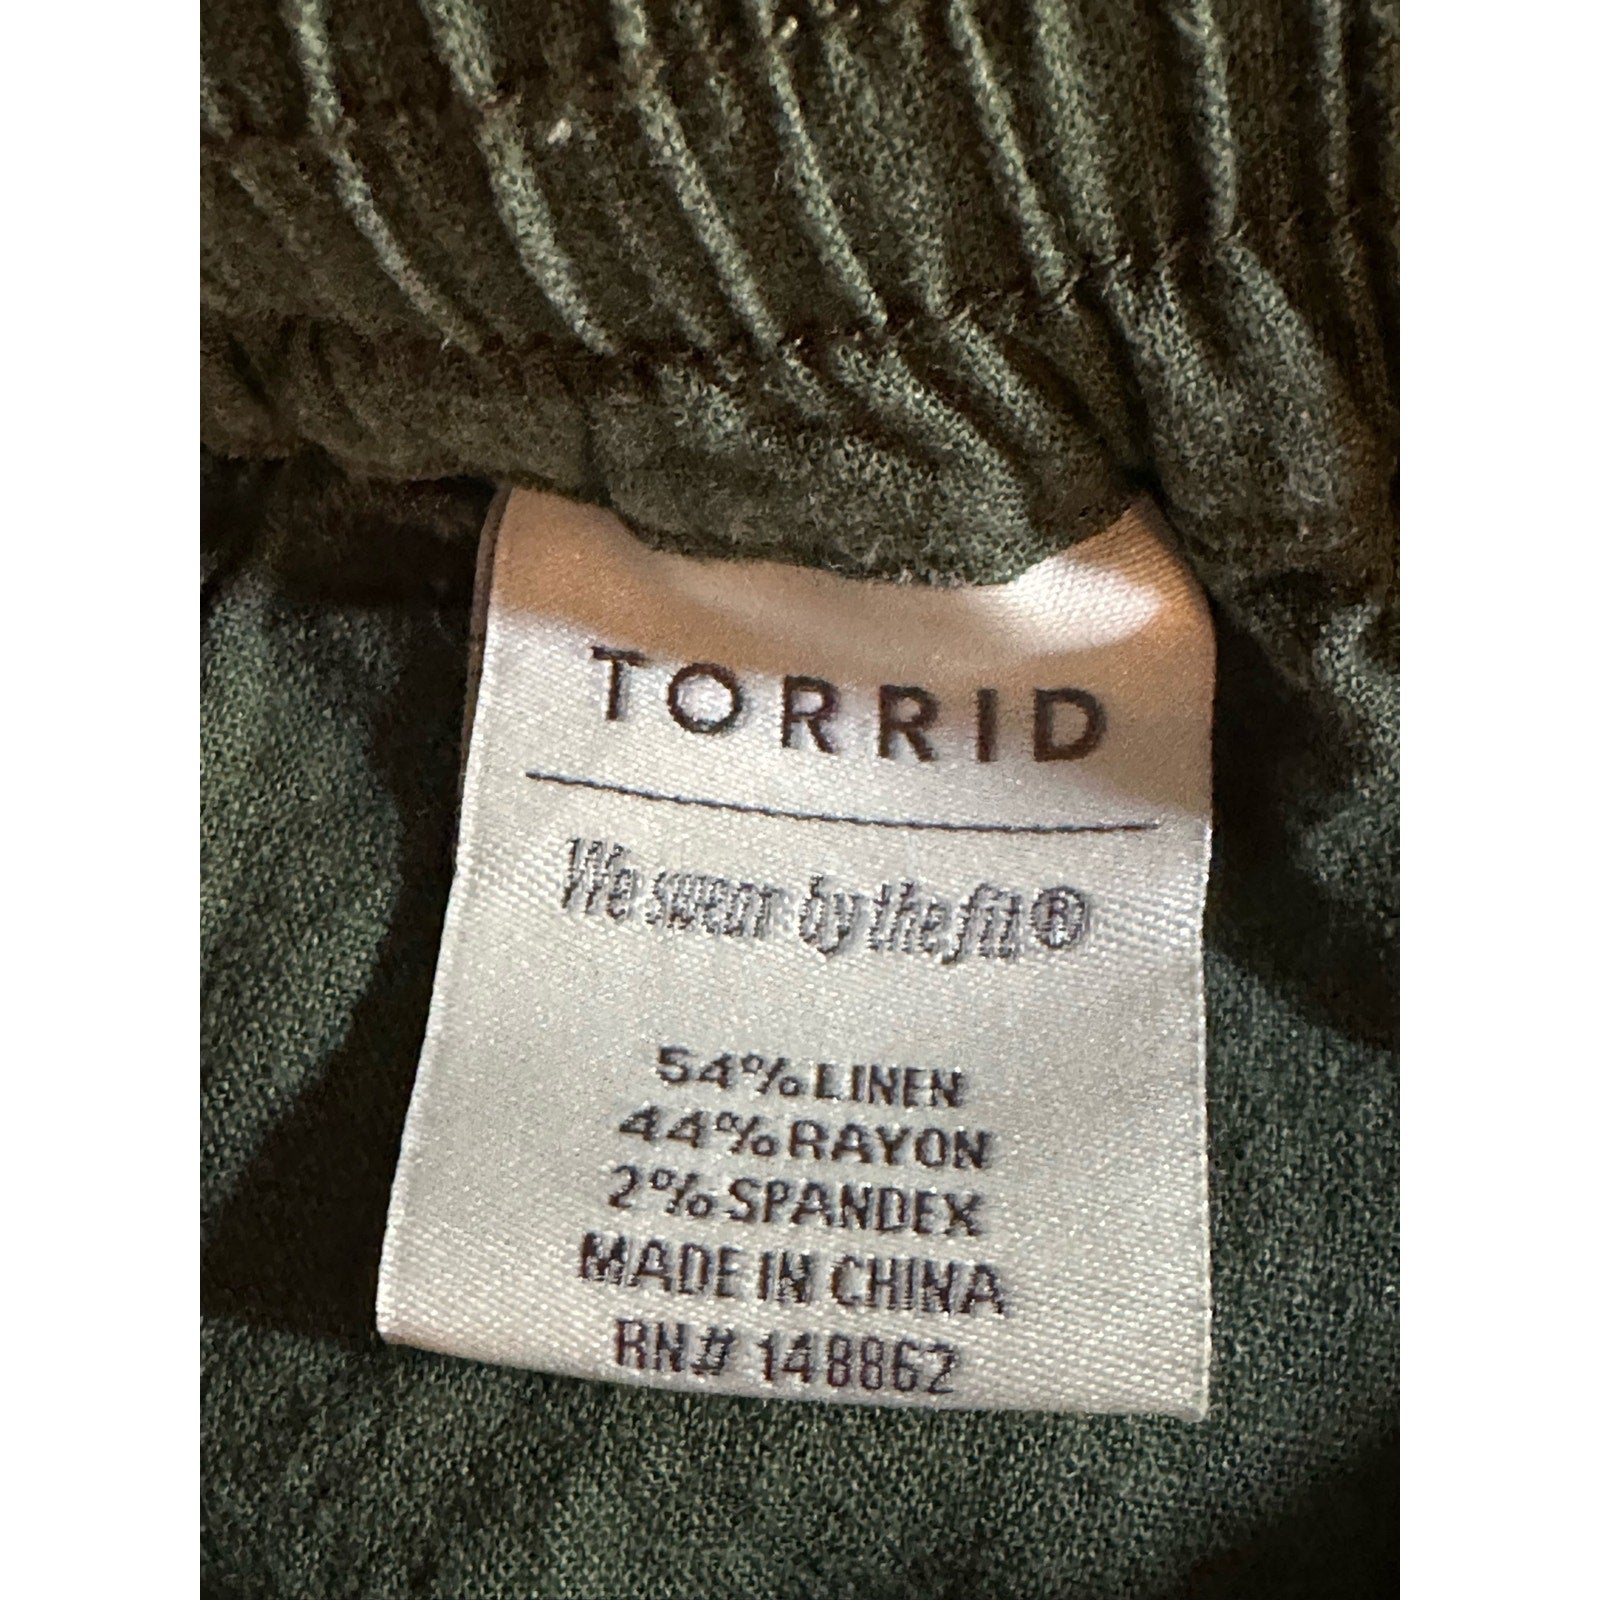 TORRID
We swear by the fit®
54% LINEN
44% RAYON
2% SPANDEX
MADE IN CHINA
RN# 148862